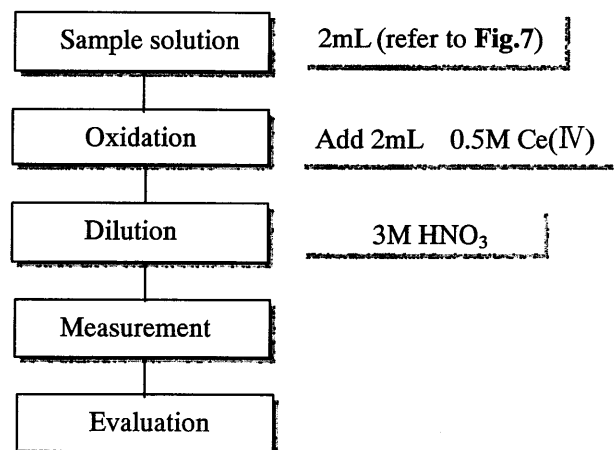 Sample solution 2mL (refer to Fig.7)
Oxidation Add 2mL 0.5M Ce(Ⅳ)
Dilution 3M HNO₃
Measurement
Evaluation